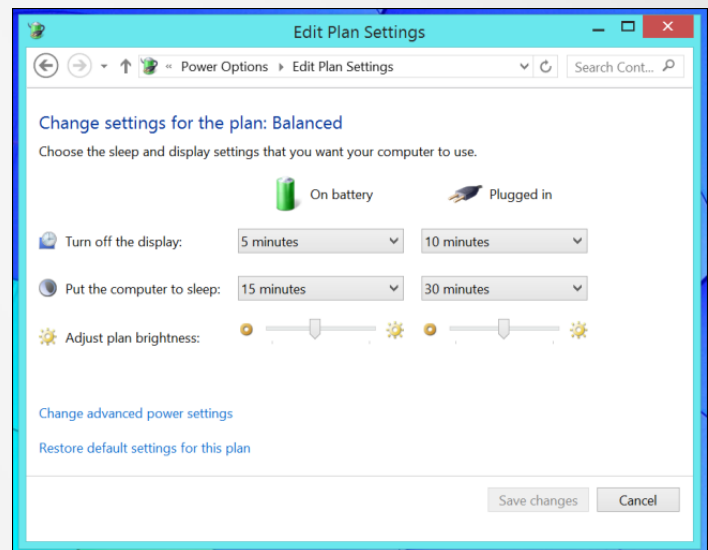 Edit Plan Settings
« Power Options ▸ Edit Plan Settings
Search Cont...
Change settings for the plan: Balanced
Choose the sleep and display settings that you want your computer to use.
On battery Plugged in
Turn off the display: 5 minutes 10 minutes
Put the computer to sleep: 15 minutes 30 minutes
Adjust plan brightness:
Change advanced power settings
Restore default settings for this plan
Save changes Cancel